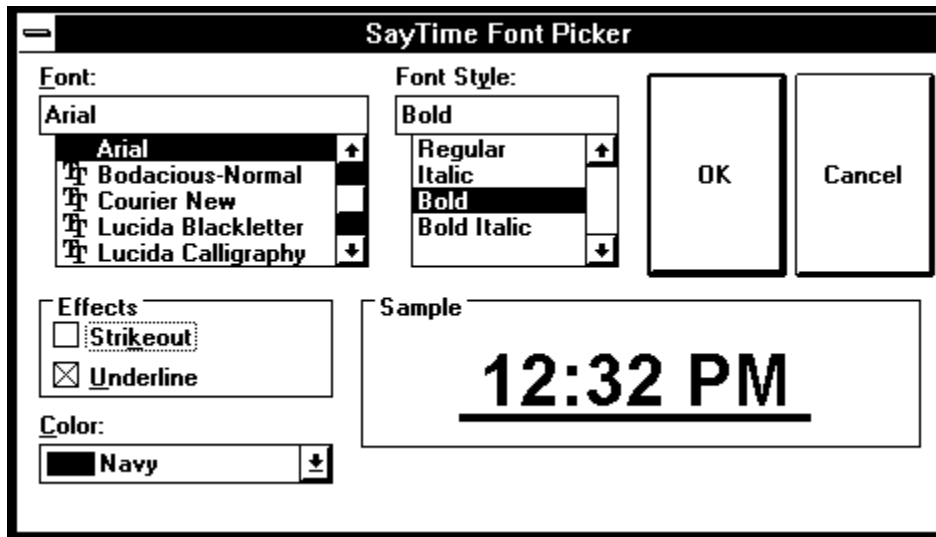 SayTime Font Picker
Font:
Arial
Arial
Bodacious-Normal
Courier New
Lucida Blackletter
Lucida Calligraphy
Font Style:
Bold
Regular
Italic
Bold
Bold Italic
OK
Cancel
Effects
Strikeout
Underline
Color:
Navy
Sample
12:32 PM